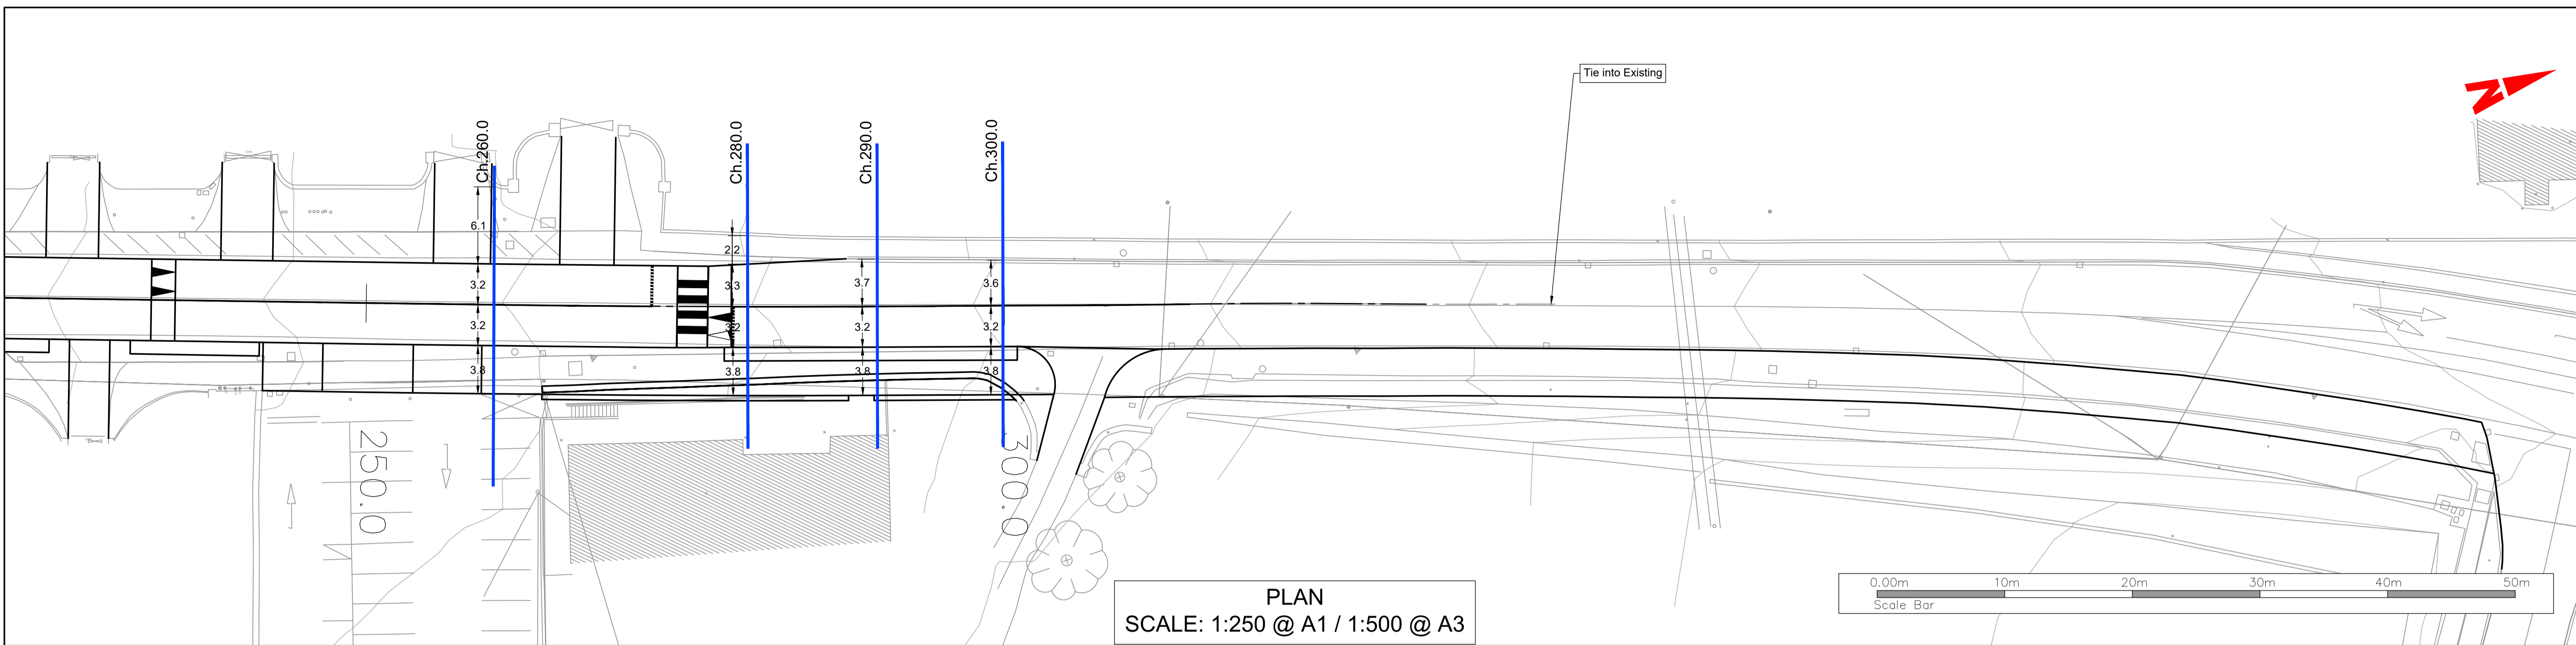 Tie into Existing
N
Ch.260.0
Ch.280.0
Ch.290.0
Ch.300.0
6.1
3.2
3.2
3.8
2.2
3.3
3.2
3.8
3.7
3.2
3.8
3.6
3.2
3.8
250.0
300.0
PLAN
SCALE: 1:250 @ A1 / 1:500 @ A3
0.00m 10m 20m 30m 40m 50m
Scale Bar